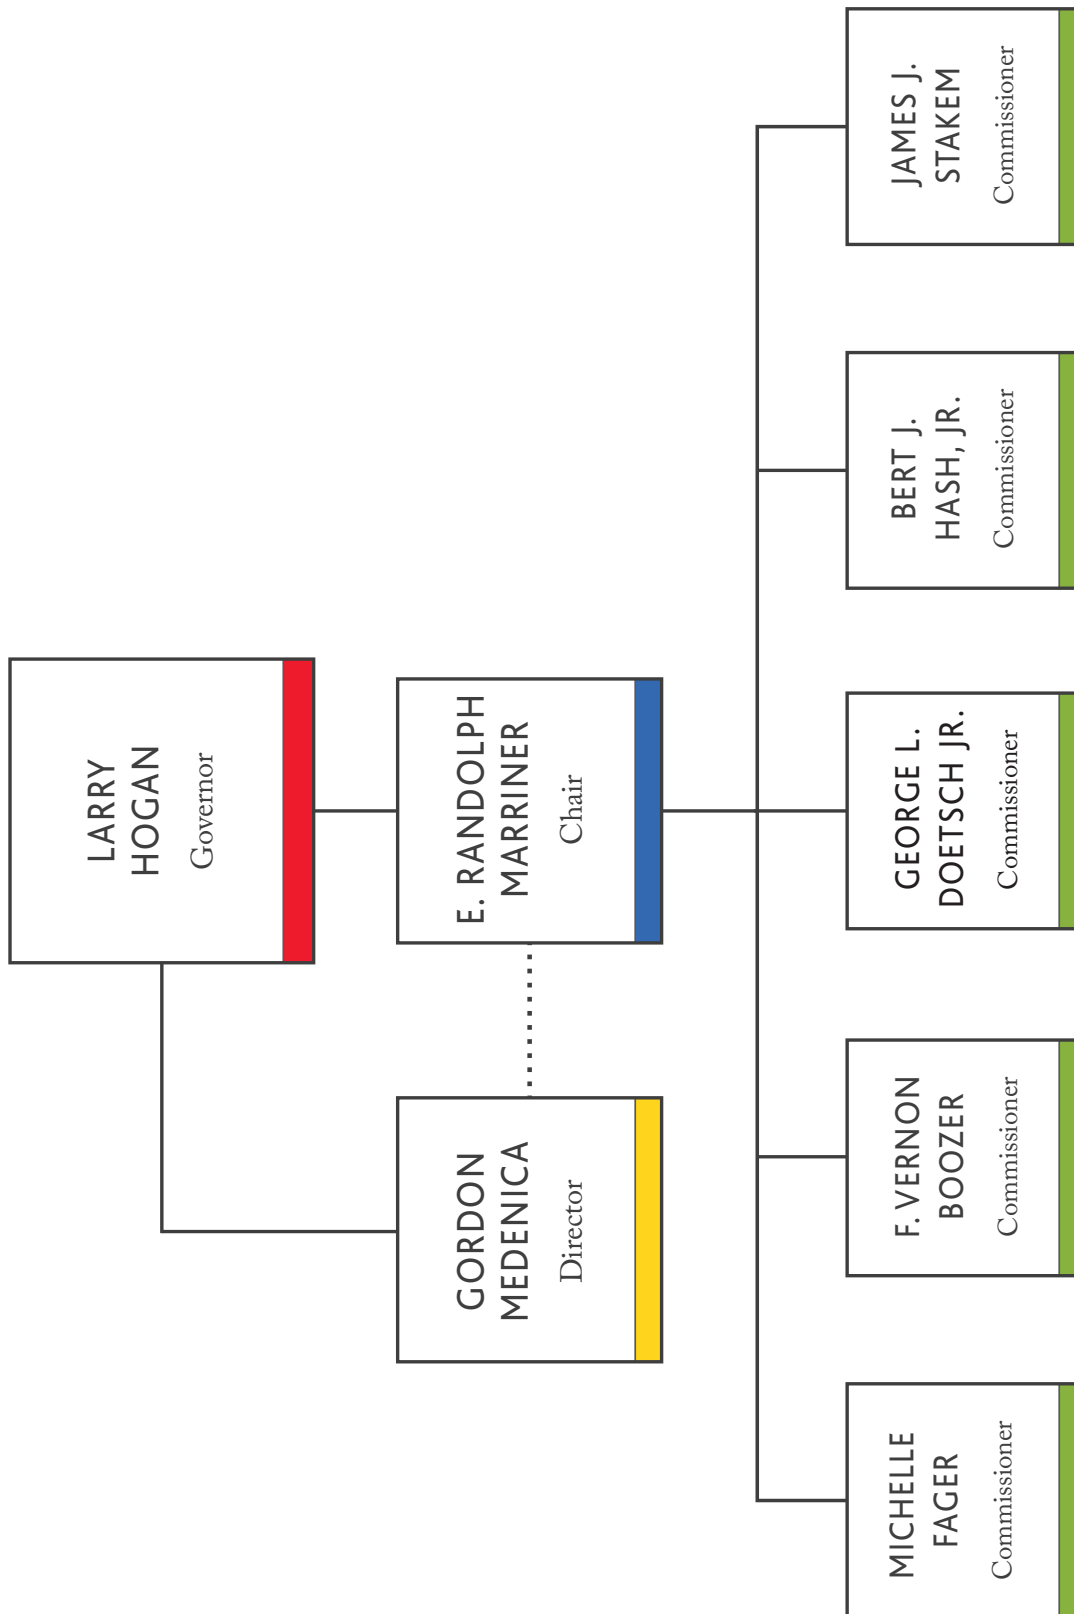 LARRY
HOGAN
Governor
GORDON
MEDENICA
Director
E. RANDOLPH
MARRINER
Chair
MICHELLE
FAGER
Commissioner
F. VERNON
BOOZER
Commissioner
GEORGE L.
DOETSCH JR.
Commissioner
BERT J.
HASH, JR.
Commissioner
JAMES J.
STAKEM
Commissioner